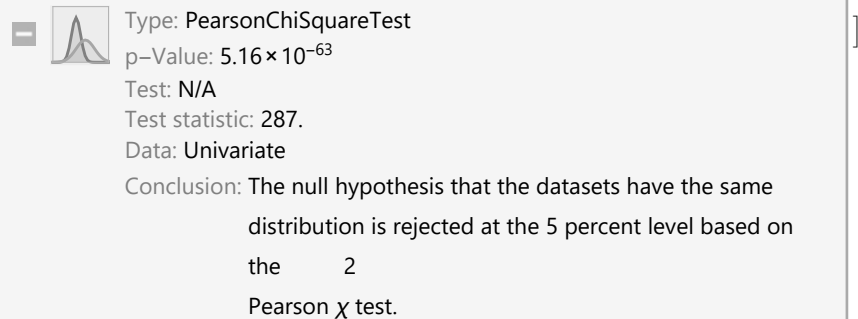 Type: PearsonChiSquareTest
p−Value: 5.16×10⁻⁶³
Test: N/A
Test statistic: 287.
Data: Univariate
Conclusion: The null hypothesis that the datasets have the same
distribution is rejected at the 5 percent level based on
the 2
Pearson χ test.
]